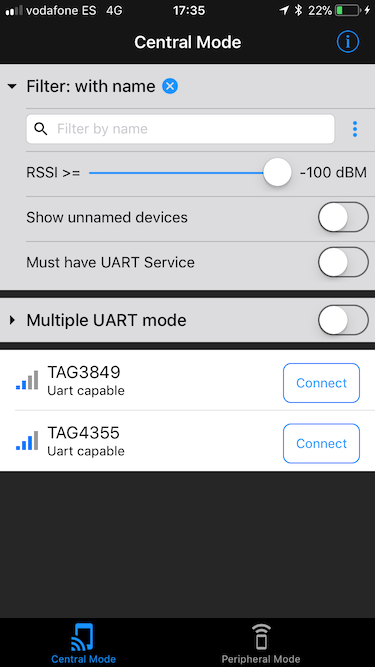 vodafone ES 4G 17:35 22%
Central Mode
Filter: with name
Filter by name
RSSI >= -100 dBM
Show unnamed devices
Must have UART Service
Multiple UART mode
TAG3849
Uart capable
Connect
TAG4355
Uart capable
Connect
Central Mode Peripheral Mode